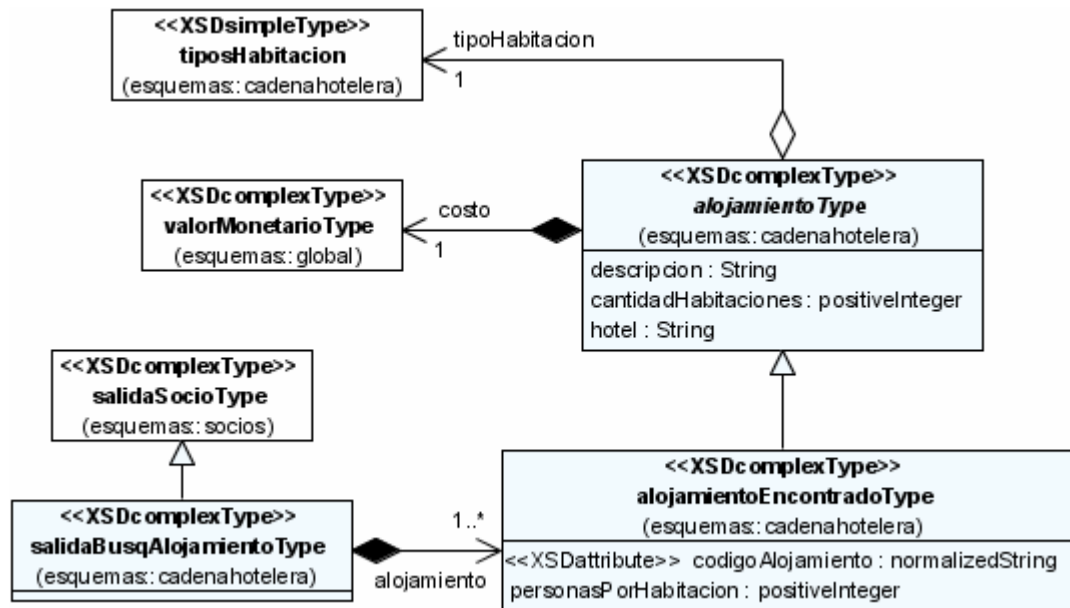 <<XSDsimpleType>>
tiposHabitacion
(esquemas::cadenahotelera)
tipoHabitacion
1
<<XSDcomplexType>>
valorMonetarioType
(esquemas::global)
costo
1
<<XSDcomplexType>>
alojamientoType
(esquemas::cadenahotelera)
descripcion : String
cantidadHabitaciones : positiveInteger
hotel : String
<<XSDcomplexType>>
salidaSocioType
(esquemas::socios)
<<XSDcomplexType>>
salidaBusqAlojamientoType
(esquemas::cadenahotelera)
1..*
alojamiento
<<XSDcomplexType>>
alojamientoEncontradoType
(esquemas::cadenahotelera)
<<XSDattribute>> codigoAlojamiento : normalizedString
personasPorHabitacion : positiveInteger